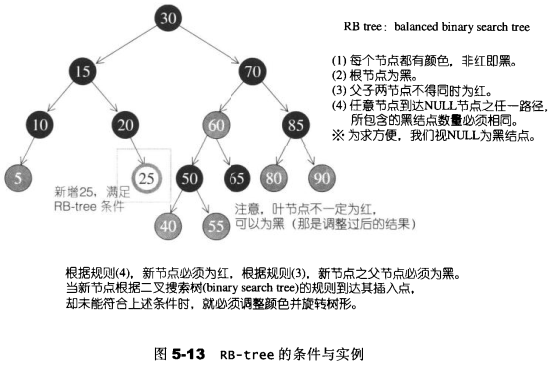 30
RB tree：balanced binary search tree
15
70
(1) 每个节点都有颜色，非红即黑。
(2) 根节点为黑。
(3) 父子两节点不得同时为红。
(4) 任意节点到达NULL节点之任一路径，
所包含的黑结点数量必须相同。
※ 为求方便，我们视NULL为黑结点。
10
20
60
85
5
25
50
65
80
90
新增25，满足
RB-tree 条件
40
55
注意，叶节点不一定为红，
可以为黑（那是调整过后的结果）
根据规则(4)，新节点必须为红，根据规则(3)，新节点之父节点必须为黑。
当新节点根据二叉搜索树(binary search tree)的规则到达其插入点，
却未能符合上述条件时，就必须调整颜色并旋转树形。
图 5-13 RB-tree 的条件与实例